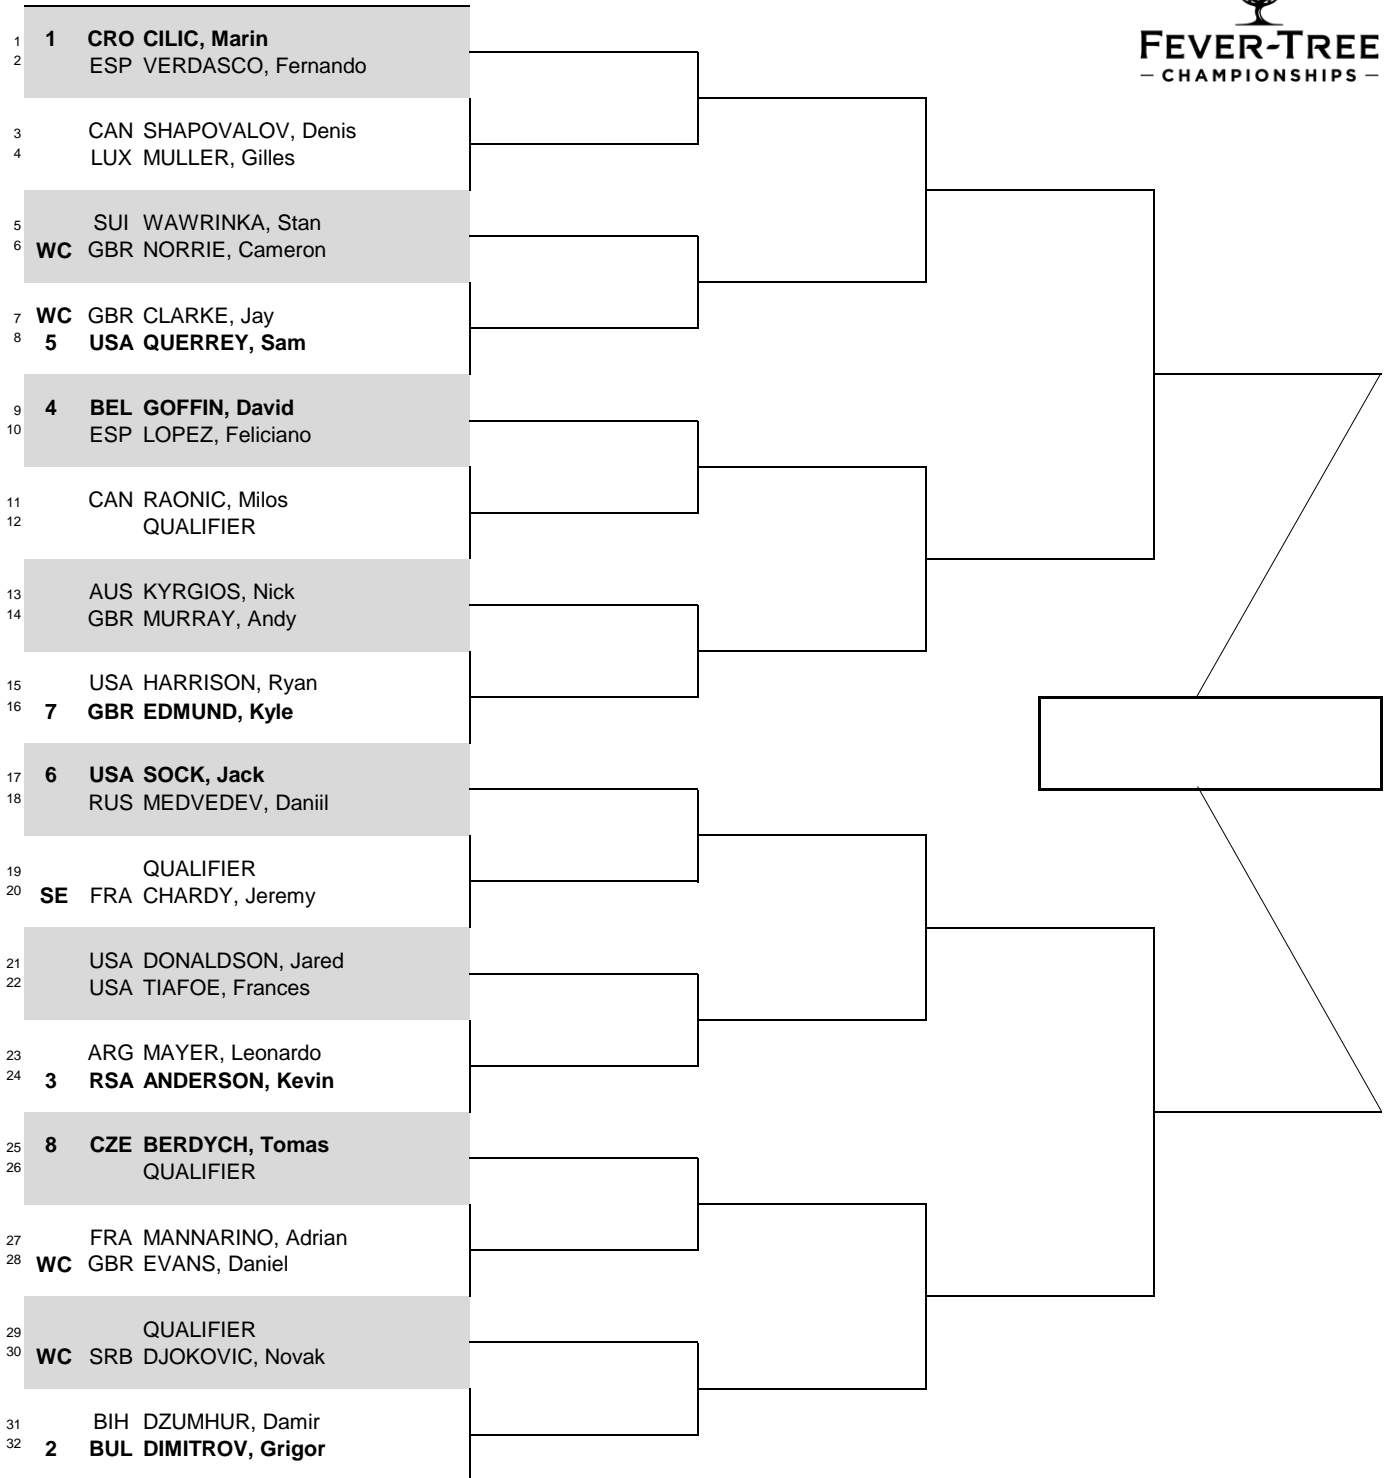 FEVER-TREE
– CHAMPIONSHIPS –
1 1 CRO CILIC, Marin
2 ESP VERDASCO, Fernando
3 CAN SHAPOVALOV, Denis
4 LUX MULLER, Gilles
5 SUI WAWRINKA, Stan
6 WC GBR NORRIE, Cameron
7 WC GBR CLARKE, Jay
8 5 USA QUERREY, Sam
9 4 BEL GOFFIN, David
10 ESP LOPEZ, Feliciano
11 CAN RAONIC, Milos
12 QUALIFIER
13 AUS KYRGIOS, Nick
14 GBR MURRAY, Andy
15 USA HARRISON, Ryan
16 7 GBR EDMUND, Kyle
17 6 USA SOCK, Jack
18 RUS MEDVEDEV, Daniil
19 QUALIFIER
20 SE FRA CHARDY, Jeremy
21 USA DONALDSON, Jared
22 USA TIAFOE, Frances
23 ARG MAYER, Leonardo
24 3 RSA ANDERSON, Kevin
25 8 CZE BERDYCH, Tomas
26 QUALIFIER
27 FRA MANNARINO, Adrian
28 WC GBR EVANS, Daniel
29 QUALIFIER
30 WC SRB DJOKOVIC, Novak
31 BIH DZUMHUR, Damir
32 2 BUL DIMITROV, Grigor